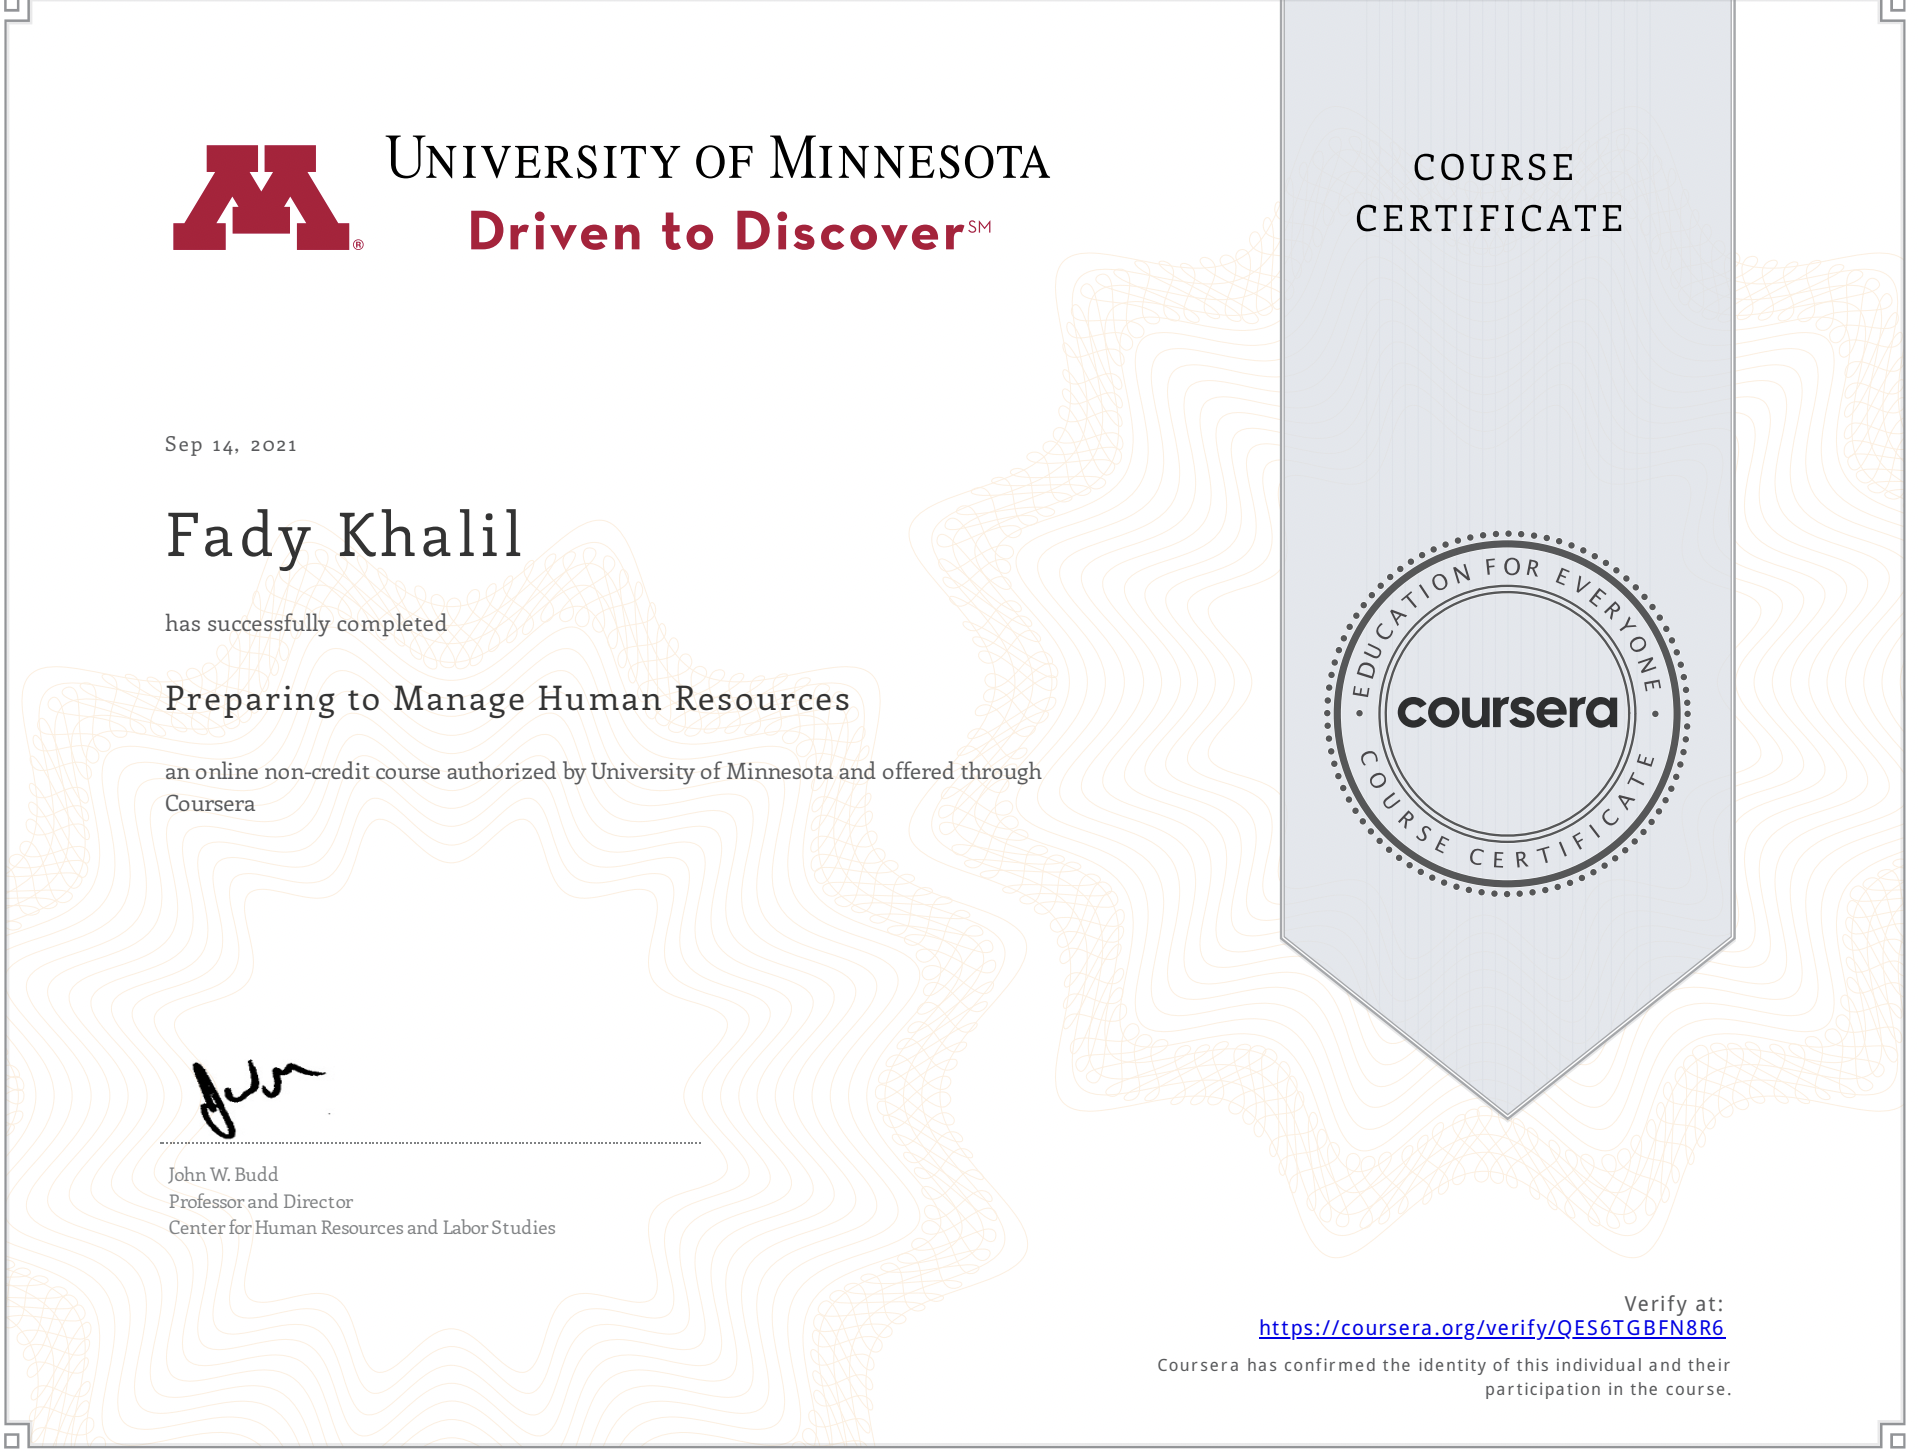 UNIVERSITY OF MINNESOTA
Driven to Discover℠
®
COURSE
CERTIFICATE
Sep 14, 2021
Fady Khalil
has successfully completed
Preparing to Manage Human Resources
an online non-credit course authorized by University of Minnesota and offered through
Coursera
• EDUCATION FOR EVERYONE •
coursera
COURSE CERTIFICATE
John W. Budd
Professor and Director
Center for Human Resources and Labor Studies
Verify at:
https://coursera.org/verify/QES6TGBFN8R6
Coursera has confirmed the identity of this individual and their
participation in the course.